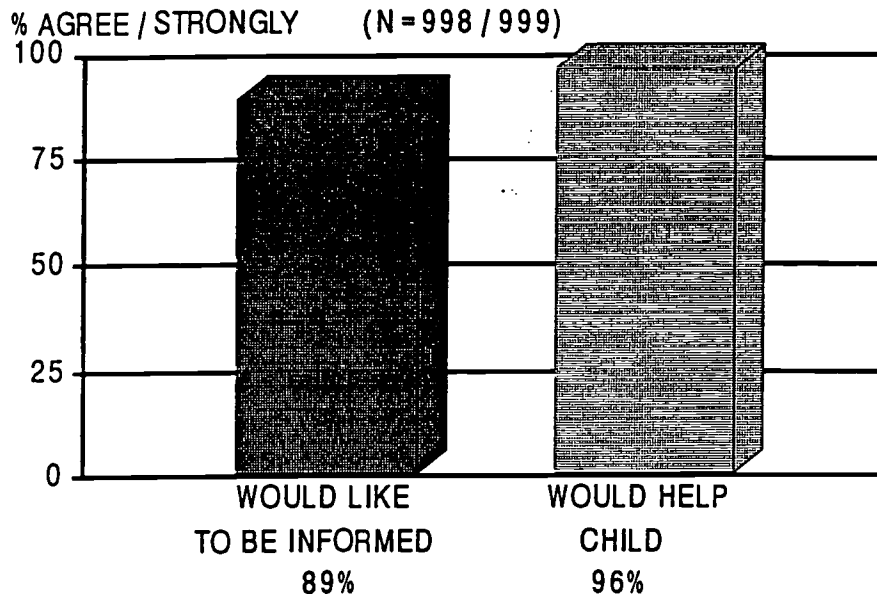 % AGREE / STRONGLY (N = 998 / 999)
100
75
50
25
0
WOULD LIKE
TO BE INFORMED
89%
WOULD HELP
CHILD
96%